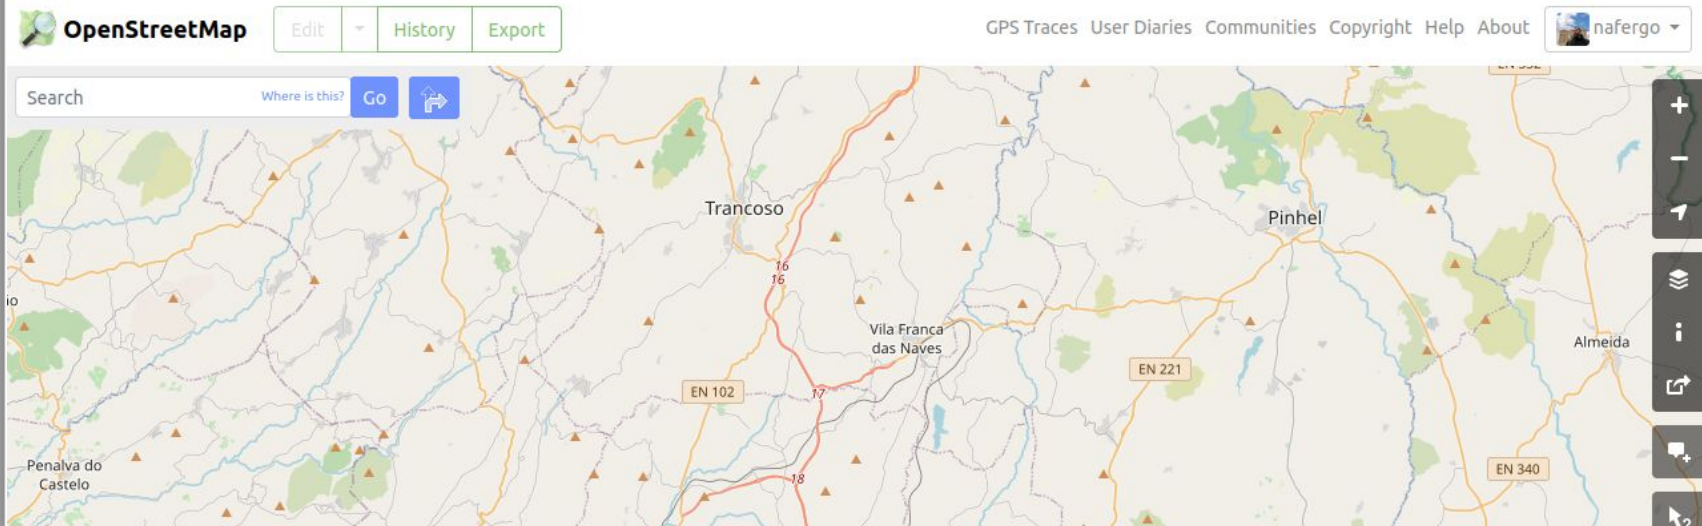 OpenStreetMap
Edit
History
Export
GPS Traces
User Diaries
Communities
Copyright
Help
About
nafergo
Search
Where is this?
Go
Trancoso
Pinhel
16
16
Vila Franca
das Naves
Almeida
EN 221
EN 102
17
Penalva do
Castelo
EN 340
18
io